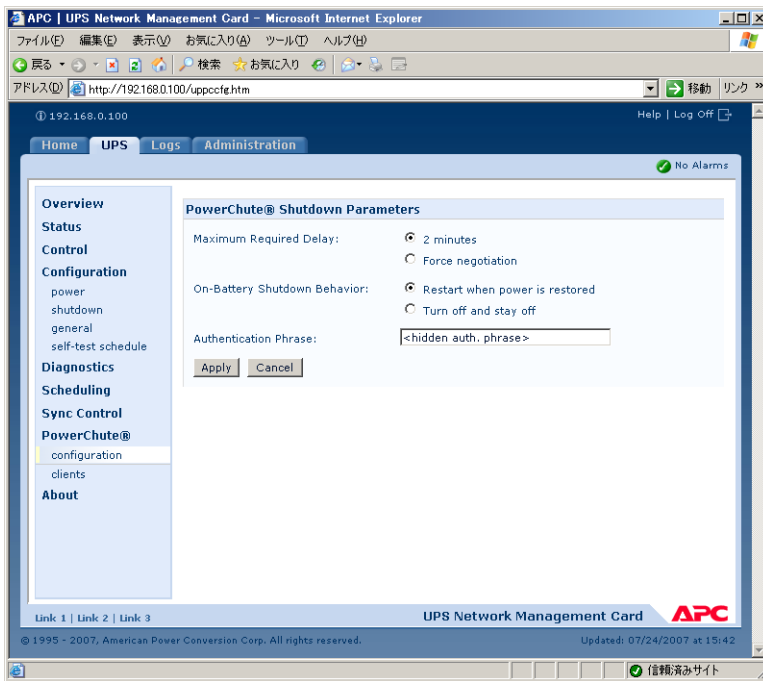 APC | UPS Network Management Card - Microsoft Internet Explorer
ファイル(F) 編集(E) 表示(V) お気に入り(A) ツール(T) ヘルプ(H)
戻る 検索 お気に入り
アドレス(D) http://192.168.0.100/uppccfg.htm 移動 リンク »
192.168.0.100 Help | Log Off
Home UPS Logs Administration
No Alarms
Overview
Status
Control
Configuration
power
shutdown
general
self-test schedule
Diagnostics
Scheduling
Sync Control
PowerChute®
configuration
clients
About
PowerChute® Shutdown Parameters
Maximum Required Delay: 2 minutes
Force negotiation
On-Battery Shutdown Behavior: Restart when power is restored
Turn off and stay off
Authentication Phrase: <hidden auth. phrase>
Apply Cancel
Link 1 | Link 2 | Link 3 UPS Network Management Card APC
© 1995 - 2007, American Power Conversion Corp. All rights reserved. Updated: 07/24/2007 at 15:42
信頼済みサイト